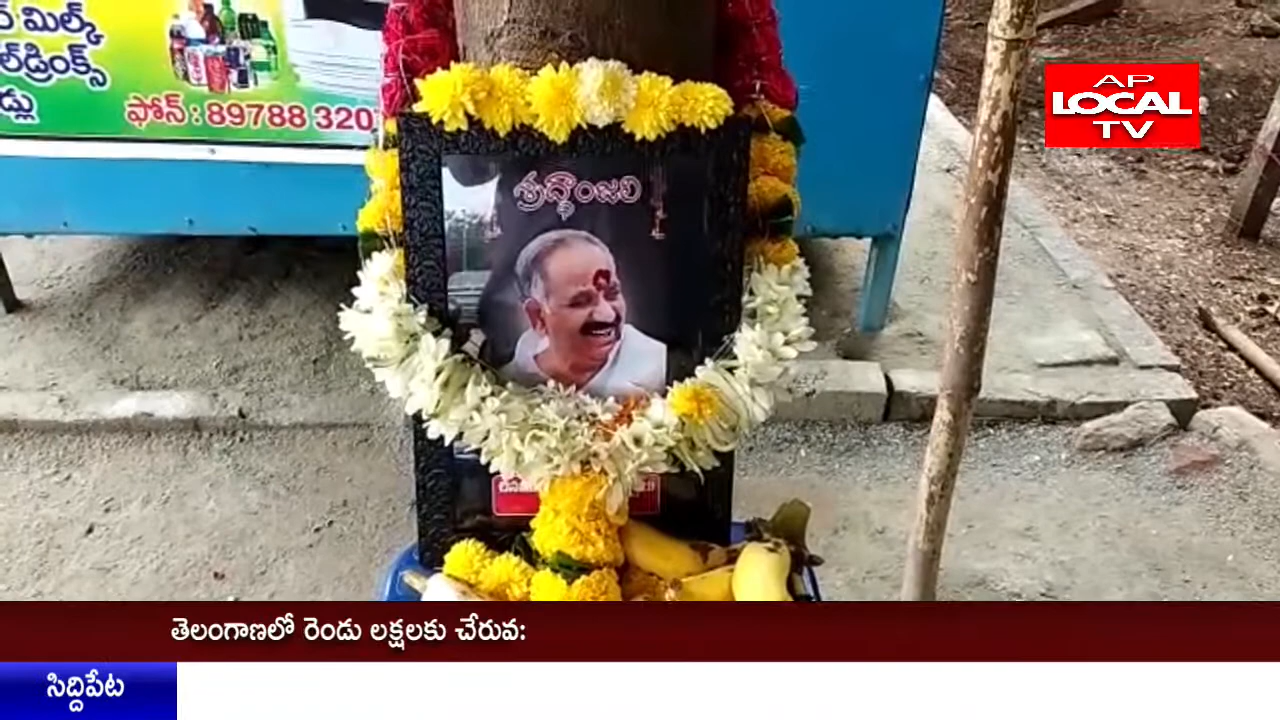 మిల్క్
డ్రింక్స్
ఫోన్ : 89788 320
AP
LOCAL
TV
శ్రద్ధాంజలి
తెలంగాణలో రెండు లక్షలకు చేరువ:
సిద్దిపేట